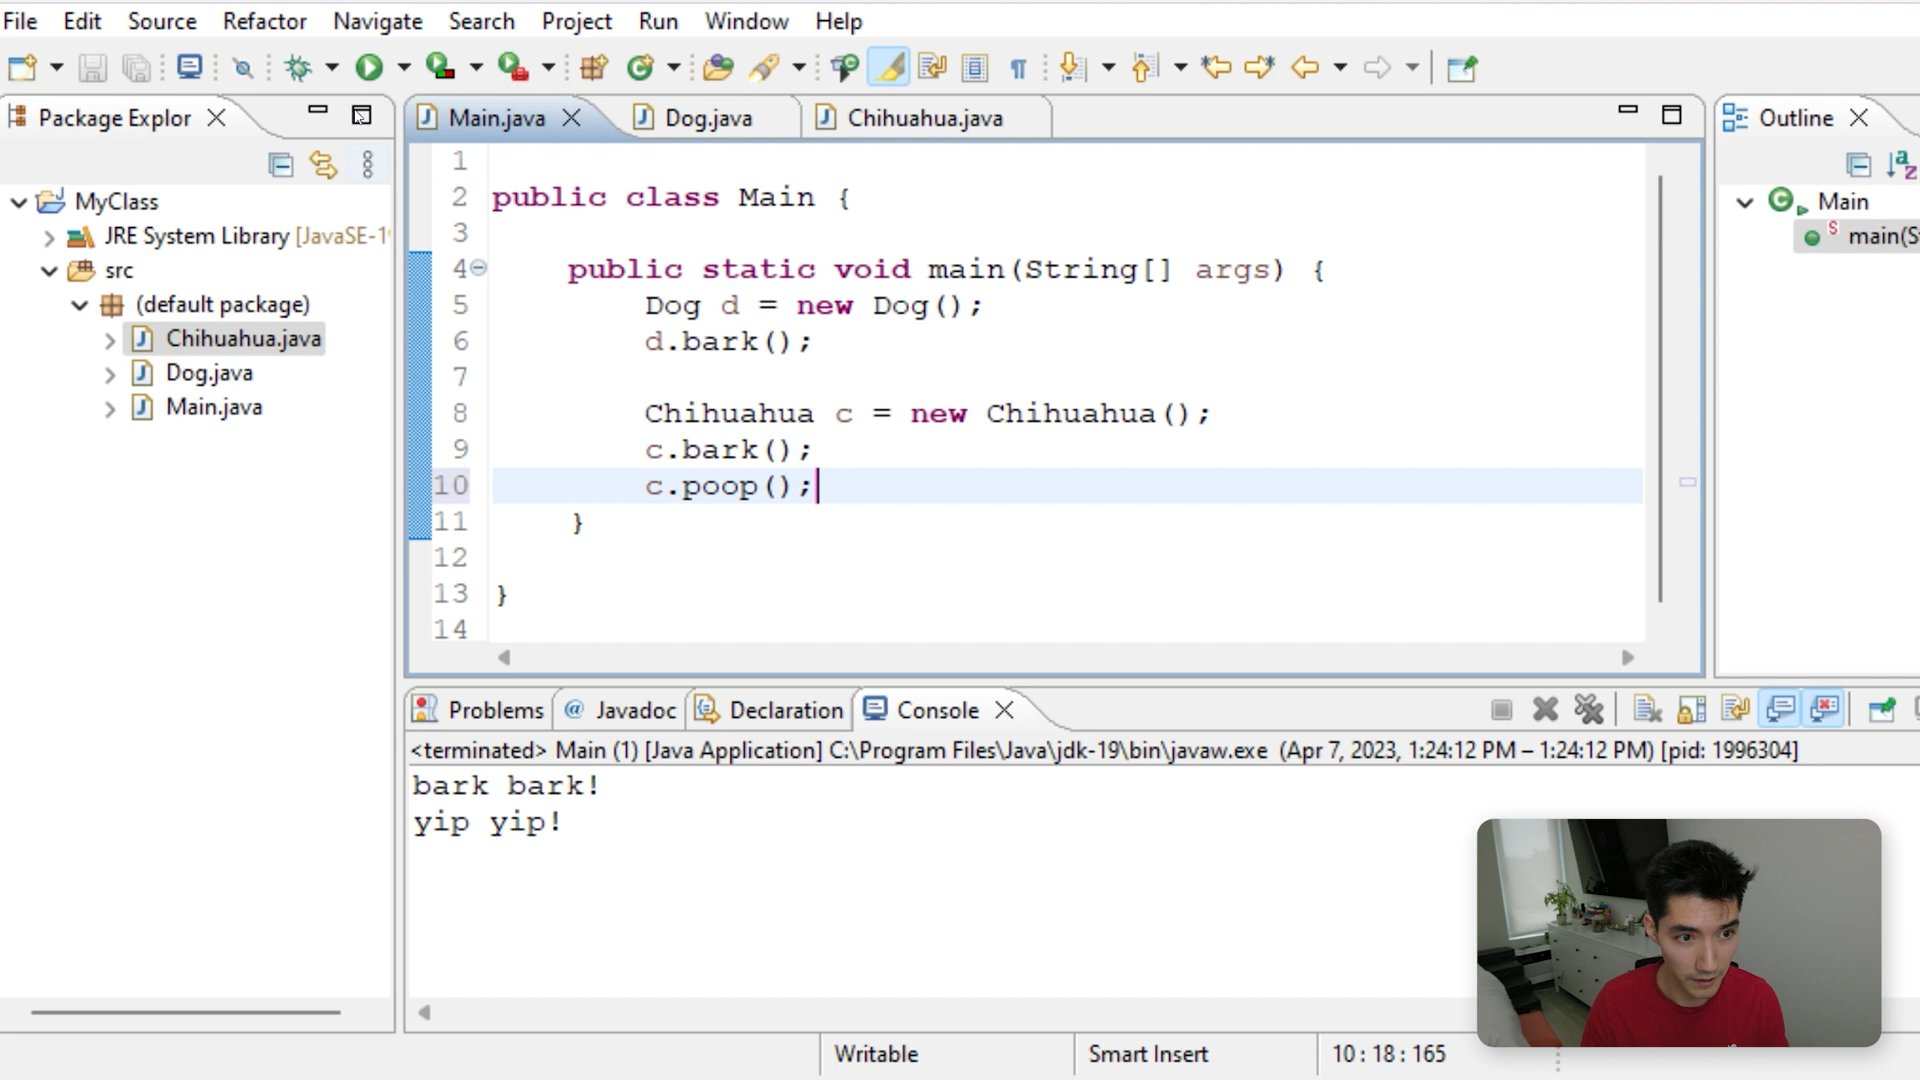 File Edit Source Refactor Navigate Search Project Run Window Help
Package Explor
Main.java
Dog.java
Chihuahua.java
Outline
MyClass
JRE System Library [JavaSE-1
src
(default package)
Chihuahua.java
Dog.java
Main.java
1
2 public class Main {
3
4 public static void main(String[] args) {
5 Dog d = new Dog();
6 d.bark();
7
8 Chihuahua c = new Chihuahua();
9 c.bark();
10 c.poop();
11 }
12
13 }
14
Main
main(S
Problems @ Javadoc Declaration Console
<terminated> Main (1) [Java Application] C:\Program Files\Java\jdk-19\bin\javaw.exe (Apr 7, 2023, 1:24:12 PM – 1:24:12 PM) [pid: 1996304]
bark bark!
yip yip!
Writable Smart Insert 10 : 18 : 165